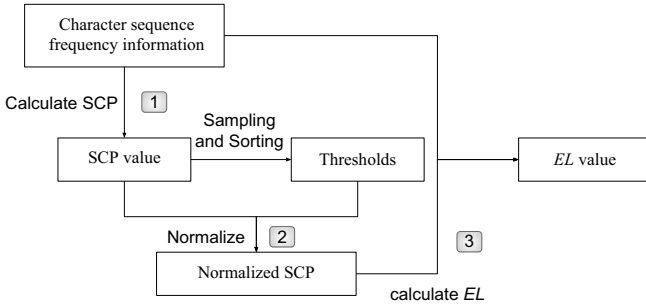 Character sequence
frequency information
Calculate SCP
1
Sampling
and Sorting
SCP value
Thresholds
EL value
Normalize
2
3
Normalized SCP
calculate EL